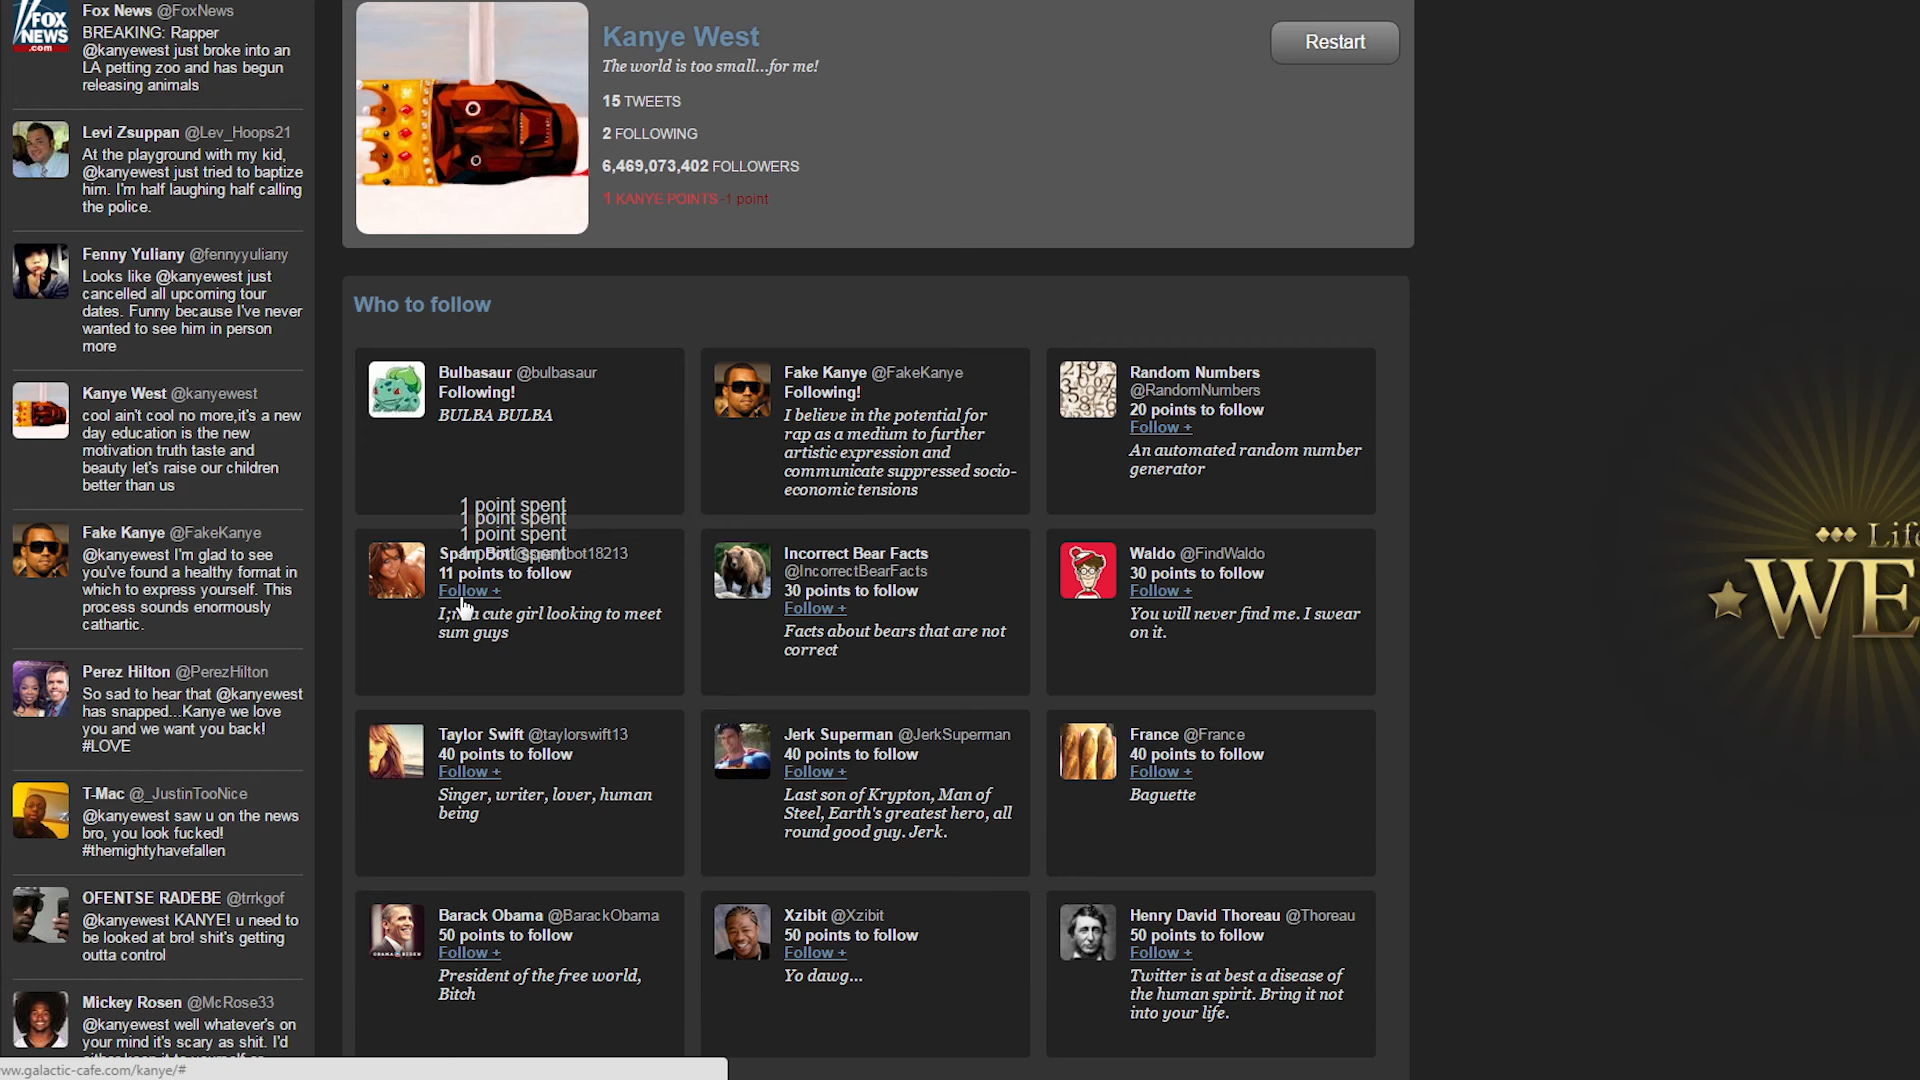 FOX
NEWS
.com
Fox News @FoxNews
BREAKING: Rapper
@kanyewest just broke into an
LA petting zoo and has begun
releasing animals
Levi Zsuppan @Lev_Hoops21
At the playground with my kid,
@kanyewest just tried to baptize
him. I'm half laughing half calling
the police.
Fenny Yuliany @fennyyuliany
Looks like @kanyewest just
cancelled all upcoming tour
dates. Funny because I've never
wanted to see him in person
more
Kanye West @kanyewest
cool ain't cool no more,it's a new
day education is the new
motivation truth taste and
beauty let's raise our children
better than us
Fake Kanye @FakeKanye
@kanyewest I'm glad to see
you've found a healthy format in
which to express yourself. This
process sounds enormously
cathartic.
Perez Hilton @PerezHilton
So sad to hear that @kanyewest
has snapped...Kanye we love
you and we want you back!
#LOVE
T-Mac @_JustinTooNice
@kanyewest saw u on the news
bro, you look fucked!
#themightyhavefallen
OFENTSE RADEBE @trrkgof
@kanyewest KANYE! u need to
be looked at bro! shit's getting
outta control
Mickey Rosen @McRose33
@kanyewest well whatever's on
your mind it's scary as shit. I'd
ww.galactic-cafe.com/kanye/#
Kanye West
The world is too small...for me!
15 TWEETS
2 FOLLOWING
6,469,073,402 FOLLOWERS
1 KANYE POINTS -1 point
Restart
Who to follow
Bulbasaur @bulbasaur
Following!
BULBA BULBA
Fake Kanye @FakeKanye
Following!
I believe in the potential for
rap as a medium to further
artistic expression and
communicate suppressed socio-
economic tensions
Random Numbers
@RandomNumbers
20 points to follow
Follow +
An automated random number
generator
1 point spent
1 point spent
1 point spent
1 point spent
Spam Bot @spambot18213
11 points to follow
Follow +
I;m a cute girl looking to meet
sum guys
Incorrect Bear Facts
@IncorrectBearFacts
30 points to follow
Follow +
Facts about bears that are not
correct
Waldo @FindWaldo
30 points to follow
Follow +
You will never find me. I swear
on it.
Taylor Swift @taylorswift13
40 points to follow
Follow +
Singer, writer, lover, human
being
Jerk Superman @JerkSuperman
40 points to follow
Follow +
Last son of Krypton, Man of
Steel, Earth's greatest hero, all
round good guy. Jerk.
France @France
40 points to follow
Follow +
Baguette
Barack Obama @BarackObama
50 points to follow
Follow +
President of the free world,
Bitch
Xzibit @Xzibit
50 points to follow
Follow +
Yo dawg...
Henry David Thoreau @Thoreau
50 points to follow
Follow +
Twitter is at best a disease of
the human spirit. Bring it not
into your life.
Life
WE